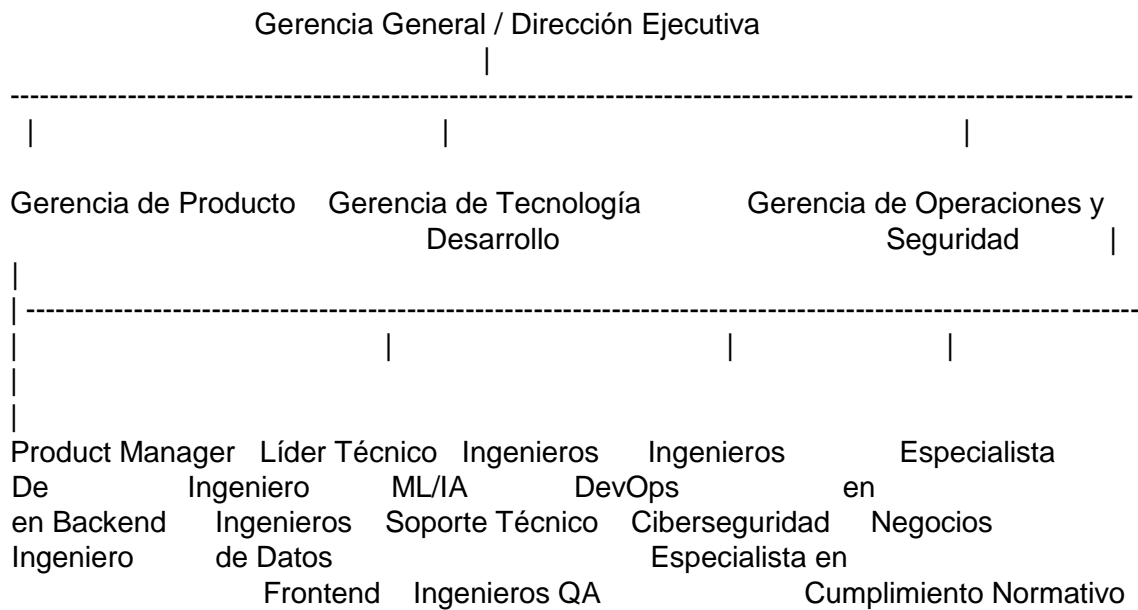 Gerencia General / Dirección Ejecutiva
Gerencia de Producto Gerencia de Tecnología Gerencia de Operaciones y
Desarrollo Seguridad
Product Manager Líder Técnico Ingenieros Ingenieros Especialista
De Ingeniero ML/IA DevOps en
en Backend Ingenieros Soporte Técnico Ciberseguridad Negocios
Ingeniero de Datos Especialista en
Frontend Ingenieros QA Cumplimiento Normativo